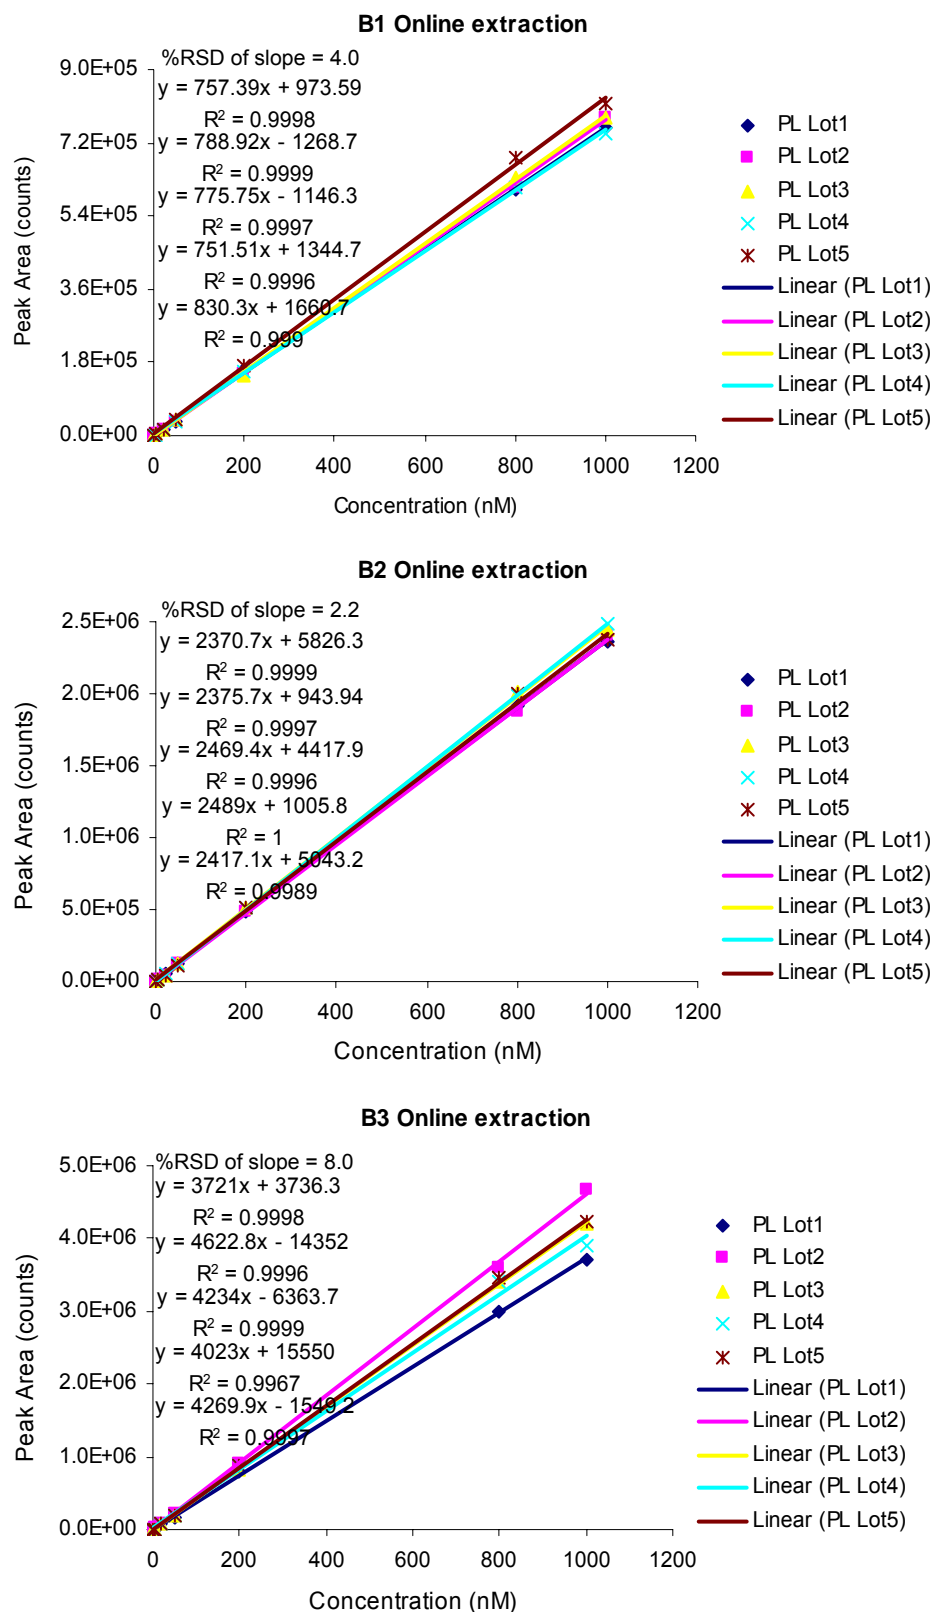 B1 Online extraction
%RSD of slope = 4.0
9.0E+05
y = 757.39x + 973.59
R² = 0.9998
7.2E+05
y = 788.92x - 1268.7
R² = 0.9999
5.4E+05
y = 775.75x - 1146.3
R² = 0.9997
y = 751.51x + 1344.7
3.6E+05
R² = 0.9996
y = 830.3x + 1660.7
R² = 0.999
1.8E+05
0.0E+00
Peak Area (counts)
0 200 400 600 800 1000 1200
Concentration (nM)
PL Lot1
PL Lot2
PL Lot3
PL Lot4
PL Lot5
Linear (PL Lot1)
Linear (PL Lot2)
Linear (PL Lot3)
Linear (PL Lot4)
Linear (PL Lot5)
B2 Online extraction
%RSD of slope = 2.2
2.5E+06
y = 2370.7x + 5826.3
R² = 0.9999
2.0E+06
y = 2375.7x + 943.94
R² = 0.9997
y = 2469.4x + 4417.9
1.5E+06
R² = 0.9996
y = 2489x + 1005.8
1.0E+06
R² = 1
y = 2417.1x + 5043.2
R² = 0.9989
5.0E+05
0.0E+00
Peak Area (counts)
0 200 400 600 800 1000 1200
Concentration (nM)
PL Lot1
PL Lot2
PL Lot3
PL Lot4
PL Lot5
Linear (PL Lot1)
Linear (PL Lot2)
Linear (PL Lot3)
Linear (PL Lot4)
Linear (PL Lot5)
B3 Online extraction
%RSD of slope = 8.0
5.0E+06
y = 3721x + 3736.3
R² = 0.9998
4.0E+06
y = 4622.8x - 14352
R² = 0.9996
y = 4234x - 6363.7
3.0E+06
R² = 0.9999
y = 4023x + 15550
2.0E+06
R² = 0.9967
y = 4269.9x - 1549.2
R² = 0.9997
1.0E+06
0.0E+00
Peak Area (counts)
0 200 400 600 800 1000 1200
Concentration (nM)
PL Lot1
PL Lot2
PL Lot3
PL Lot4
PL Lot5
Linear (PL Lot1)
Linear (PL Lot2)
Linear (PL Lot3)
Linear (PL Lot4)
Linear (PL Lot5)